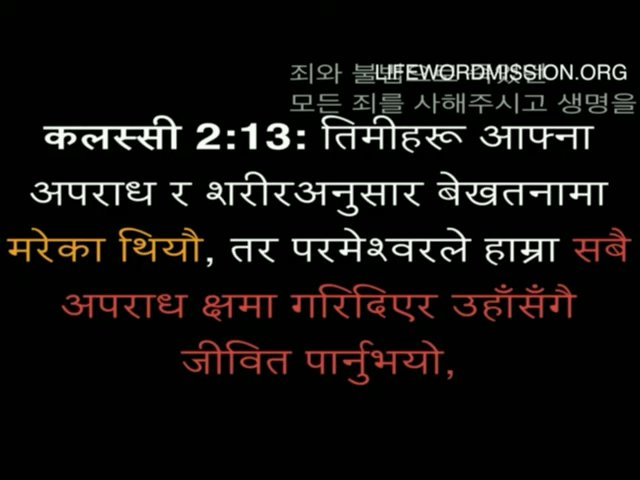 LIFEWORDMISSION.ORG
죄와
모든 죄를 사해주시고 생명을
कलस्सी 2:13: तिमीहरू आफ्ना
अपराध र शरीरअनुसार बेखतनामा
मरेका थियौ, तर परमेश्वरले हाम्रा सबै
अपराध क्षमा गरिदिएर उहाँसँगै
जीवित पार्नुभयो,